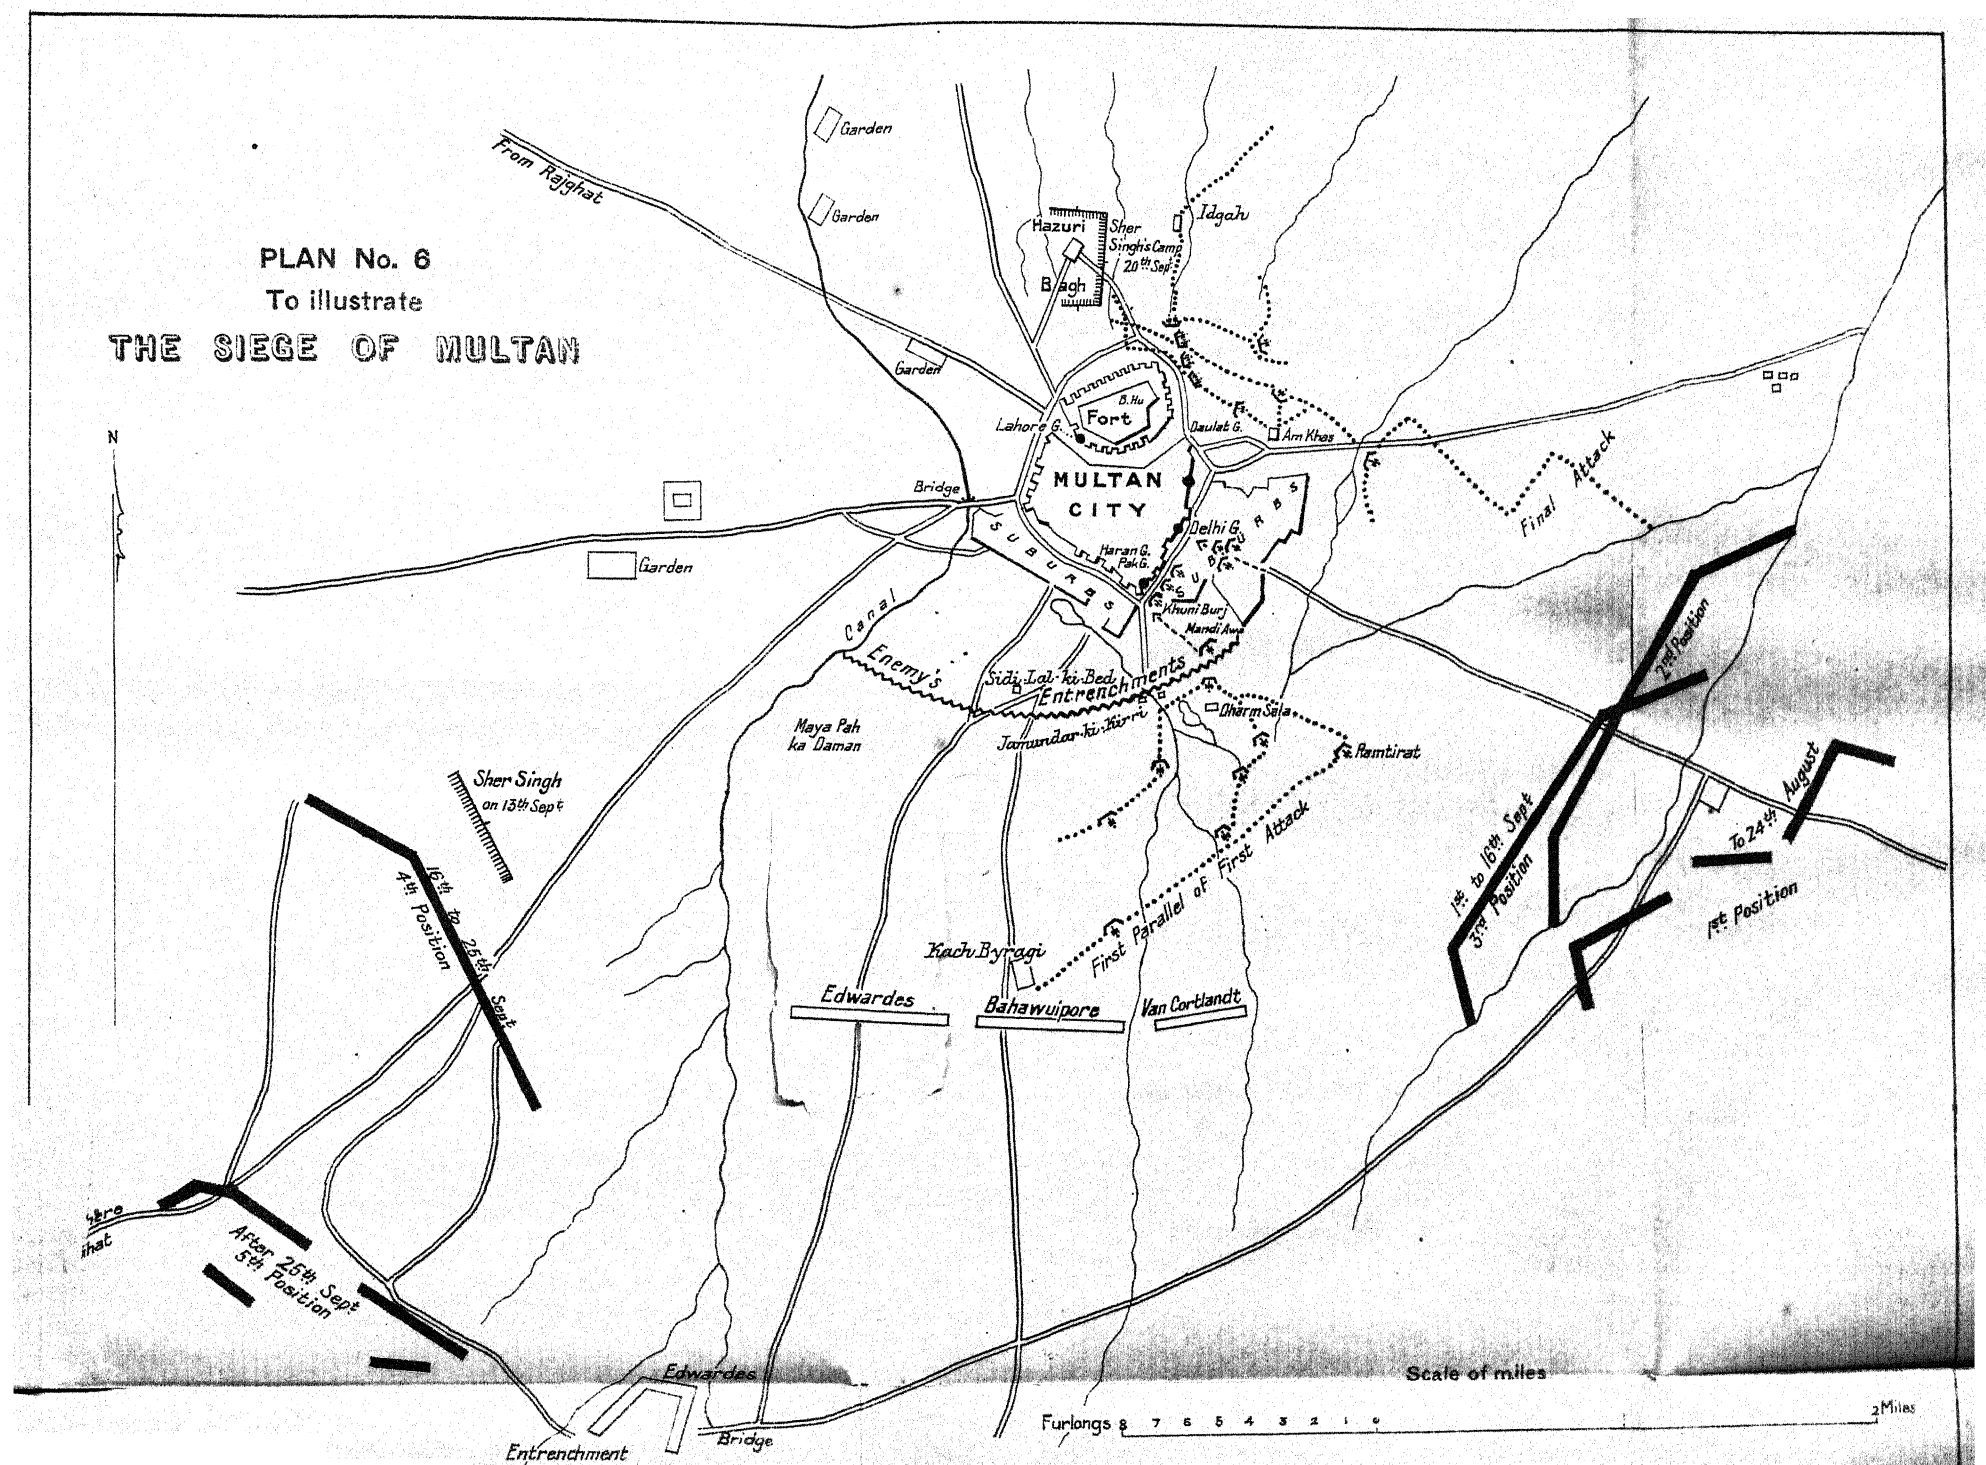 PLAN No. 6
To illustrate
THE SIEGE OF MULTAN
N
From Rajghat
Garden
Garden
Garden
Garden
Hazuri
Bagh
Sher
Singh's Camp
20th Sept
Idgah
B. Hu
Fort
Lahore G.
Daulat G.
Am Khas
MULTAN
CITY
Bridge
SUBURBS
SUBURBS
Delhi G.
Haran G.
Pak G.
Khuni Burj
Mandi Awa
Final Attack
Canal
Enemy's
Entrenchments
Sidi Lal-ki-Bed
Jamundar-ki-Kirri
Dharm Sala
Ramtirat
Maya Pah
ka Daman
Sher Singh
on 13th Sept
16th to 25th Sept
4th Position
First Parallel of First Attack
Kach Byragi
Edwardes
Bahawulpore
Van Cortlandt
2nd Position
1st to 16th Sept
3rd Position
To 24th August
1st Position
After 25th Sept
5th Position
Edwardes
Entrenchment
Bridge
Scale of miles
Furlongs 8 7 6 5 4 3 2 1 0
2 Miles